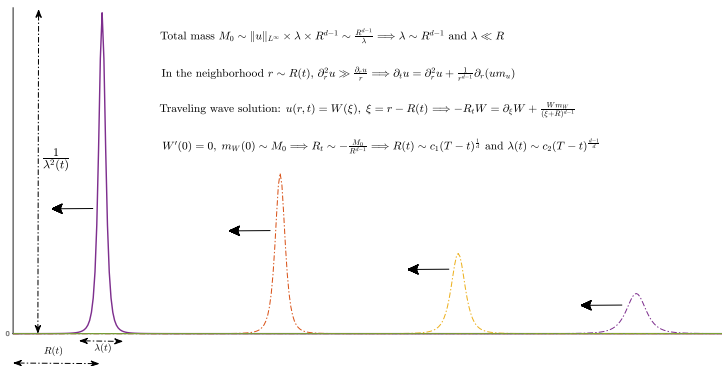 Total mass $M_0 \sim \|u\|_{L^\infty} \times \lambda \times R^{d-1} \sim \frac{R^{d-1}}{\lambda} \Longrightarrow \lambda \sim R^{d-1}$ and $\lambda \ll R$
In the neighborhood $r \sim R(t)$, $\partial_r^2 u \gg \frac{\partial_r u}{r} \Longrightarrow \partial_t u = \partial_r^2 u + \frac{1}{r^{d-1}} \partial_r(u m_u)$
Traveling wave solution: $u(r,t) = W(\xi)$, $\xi = r - R(t) \Longrightarrow -R_t W = \partial_\xi W + \frac{W m_W}{(\xi+R)^{d-1}}$
$W'(0) = 0$, $m_W(0) \sim M_0 \Longrightarrow R_t \sim -\frac{M_0}{R^{d-1}} \Longrightarrow R(t) \sim c_1(T-t)^{\frac{1}{d}}$ and $\lambda(t) \sim c_2(T-t)^{\frac{d-1}{d}}$
$\frac{1}{\lambda^2(t)}$
0
$R(t)$
$\lambda(t)$